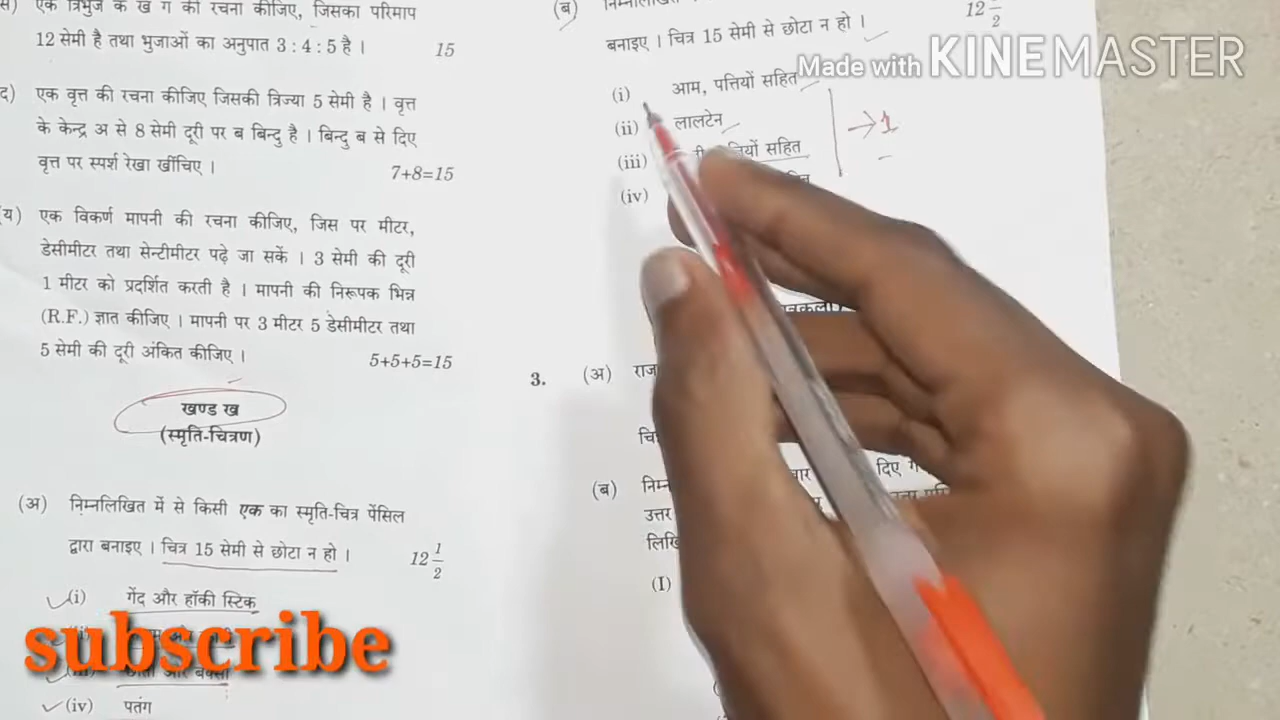 स) एक त्रिभुज क ख ग की रचना कीजिए, जिसका परिमाप
12 सेमी है तथा भुजाओं का अनुपात 3 : 4 : 5 है । 15
द) एक वृत्त की रचना कीजिए जिसकी त्रिज्या 5 सेमी है । वृत्त
के केन्द्र अ से 8 सेमी दूरी पर ब बिन्दु है । बिन्दु ब से दिए
वृत्त पर स्पर्श रेखा खींचिए । 7+8=15
य) एक विकर्ण मापनी की रचना कीजिए, जिस पर मीटर,
डेसीमीटर तथा सेन्टीमीटर पढ़े जा सकें । 3 सेमी की दूरी
1 मीटर को प्रदर्शित करती है । मापनी की निरूपक भिन्न
(R.F.) ज्ञात कीजिए । मापनी पर 3 मीटर 5 डेसीमीटर तथा
5 सेमी की दूरी अंकित कीजिए । 5+5+5=15
खण्ड ख
(स्मृति-चित्रण)
(अ) निम्नलिखित में से किसी एक का स्मृति-चित्र पेंसिल
द्वारा बनाइए । चित्र 15 सेमी से छोटा न हो । 12 1/2
(i) गेंद और हॉकी स्टिक
(iv) पतंग
subscribe
(ब) निम्नलिखित
12
बनाइए । चित्र 15 सेमी से छोटा न हो ।
Made with KINEMASTER
(i) आम, पत्तियों सहित
(ii) लालटेन
→1
(iii) सहित
(iv)
3. (अ)
(ब)
दिए
उत्तर
(I)